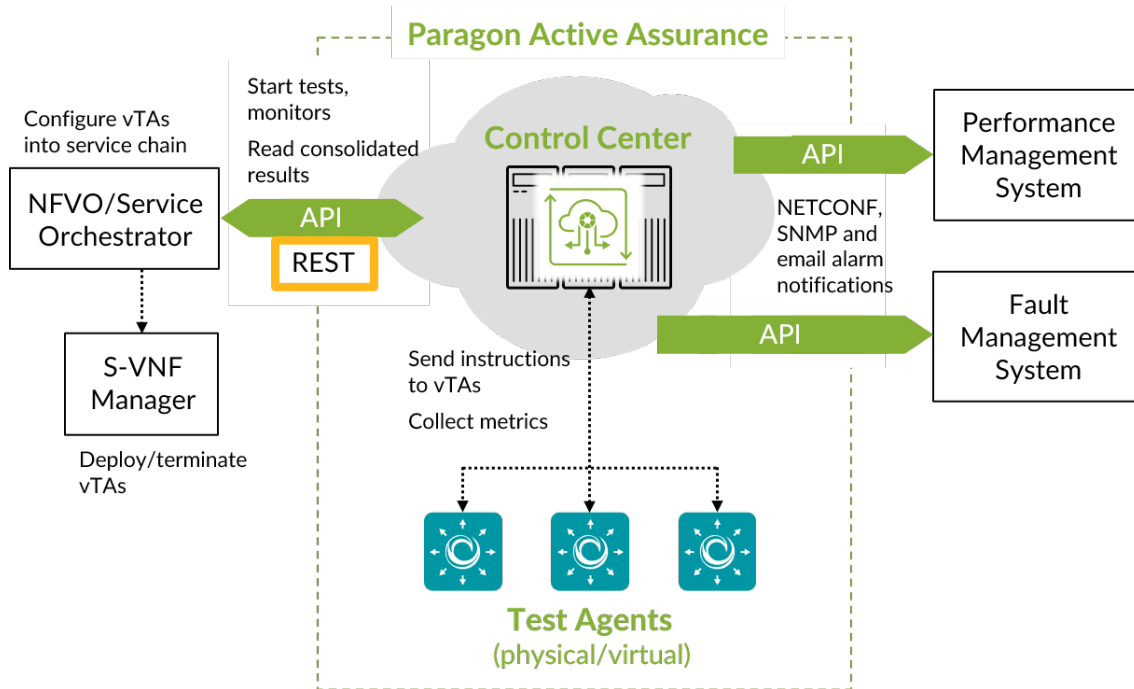 Paragon Active Assurance
Start tests,
monitors
Read consolidated
results
Configure vTAs
into service chain
NFVO/Service
Orchestrator
API
REST
Control Center
API
Performance
Management
System
NETCONF,
SNMP and
email alarm
notifications
API
Fault
Management
System
S-VNF
Manager
Deploy/terminate
vTAs
Send instructions
to vTAs
Collect metrics
Test Agents
(physical/virtual)